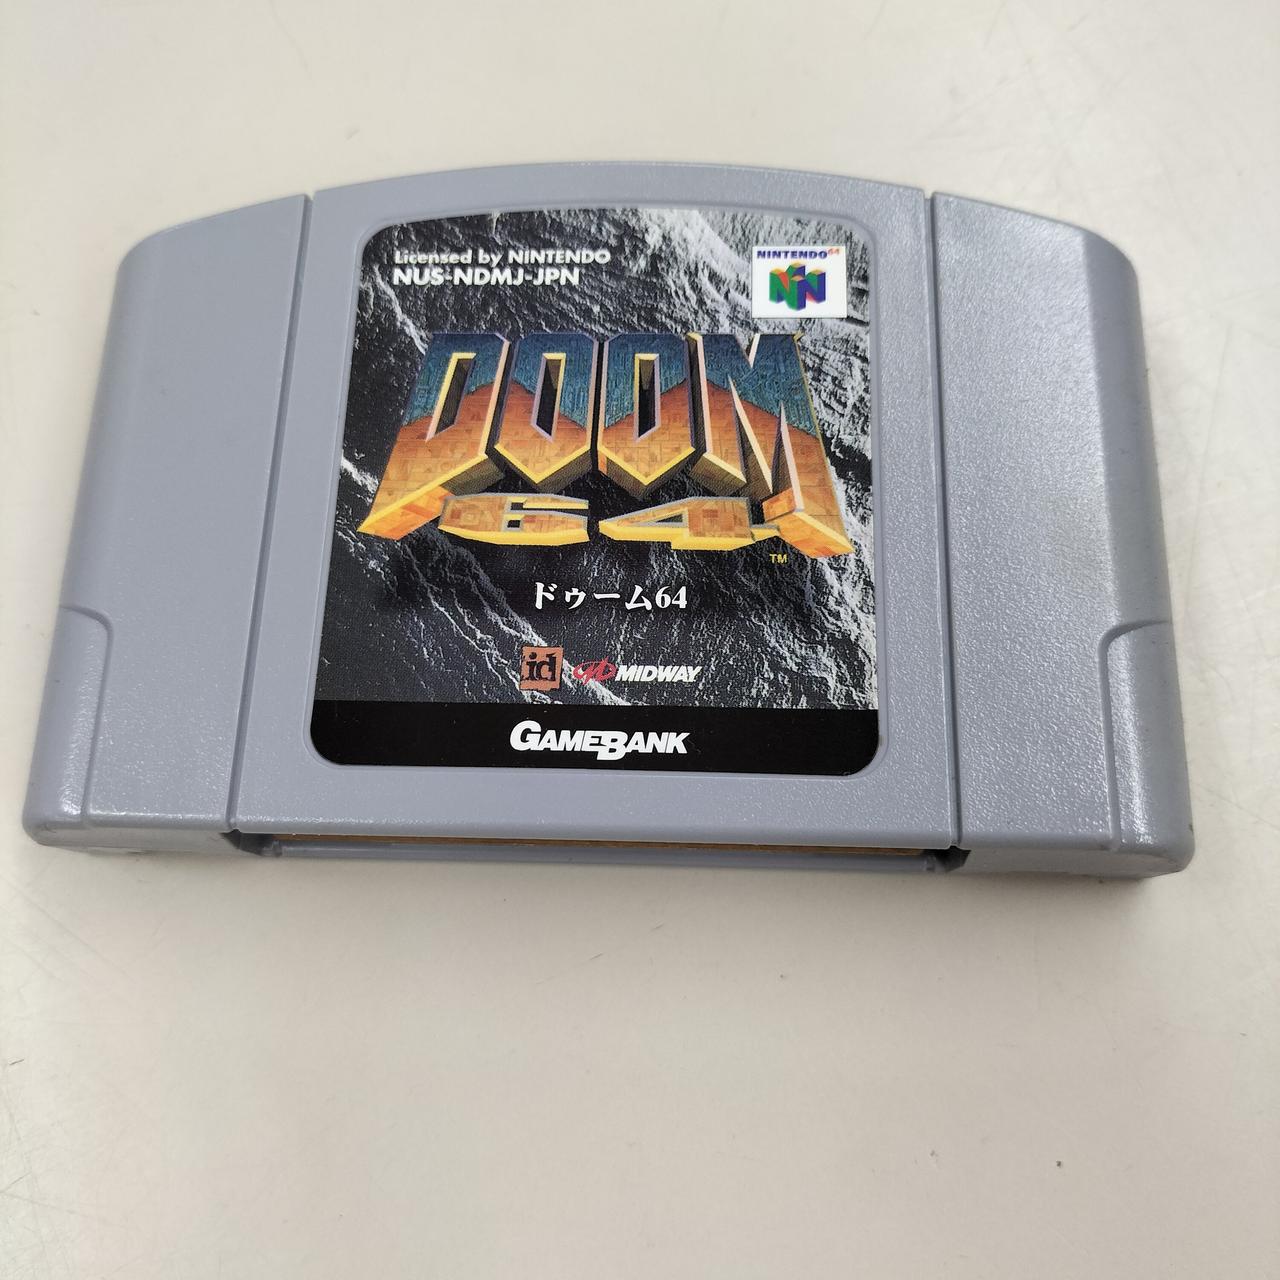 Licensed by NINTENDO
NUS-NDMJ-JPN
NINTENDO64
DOOM
64
TM
ドゥーム64
id MIDWAY
GAMEBANK